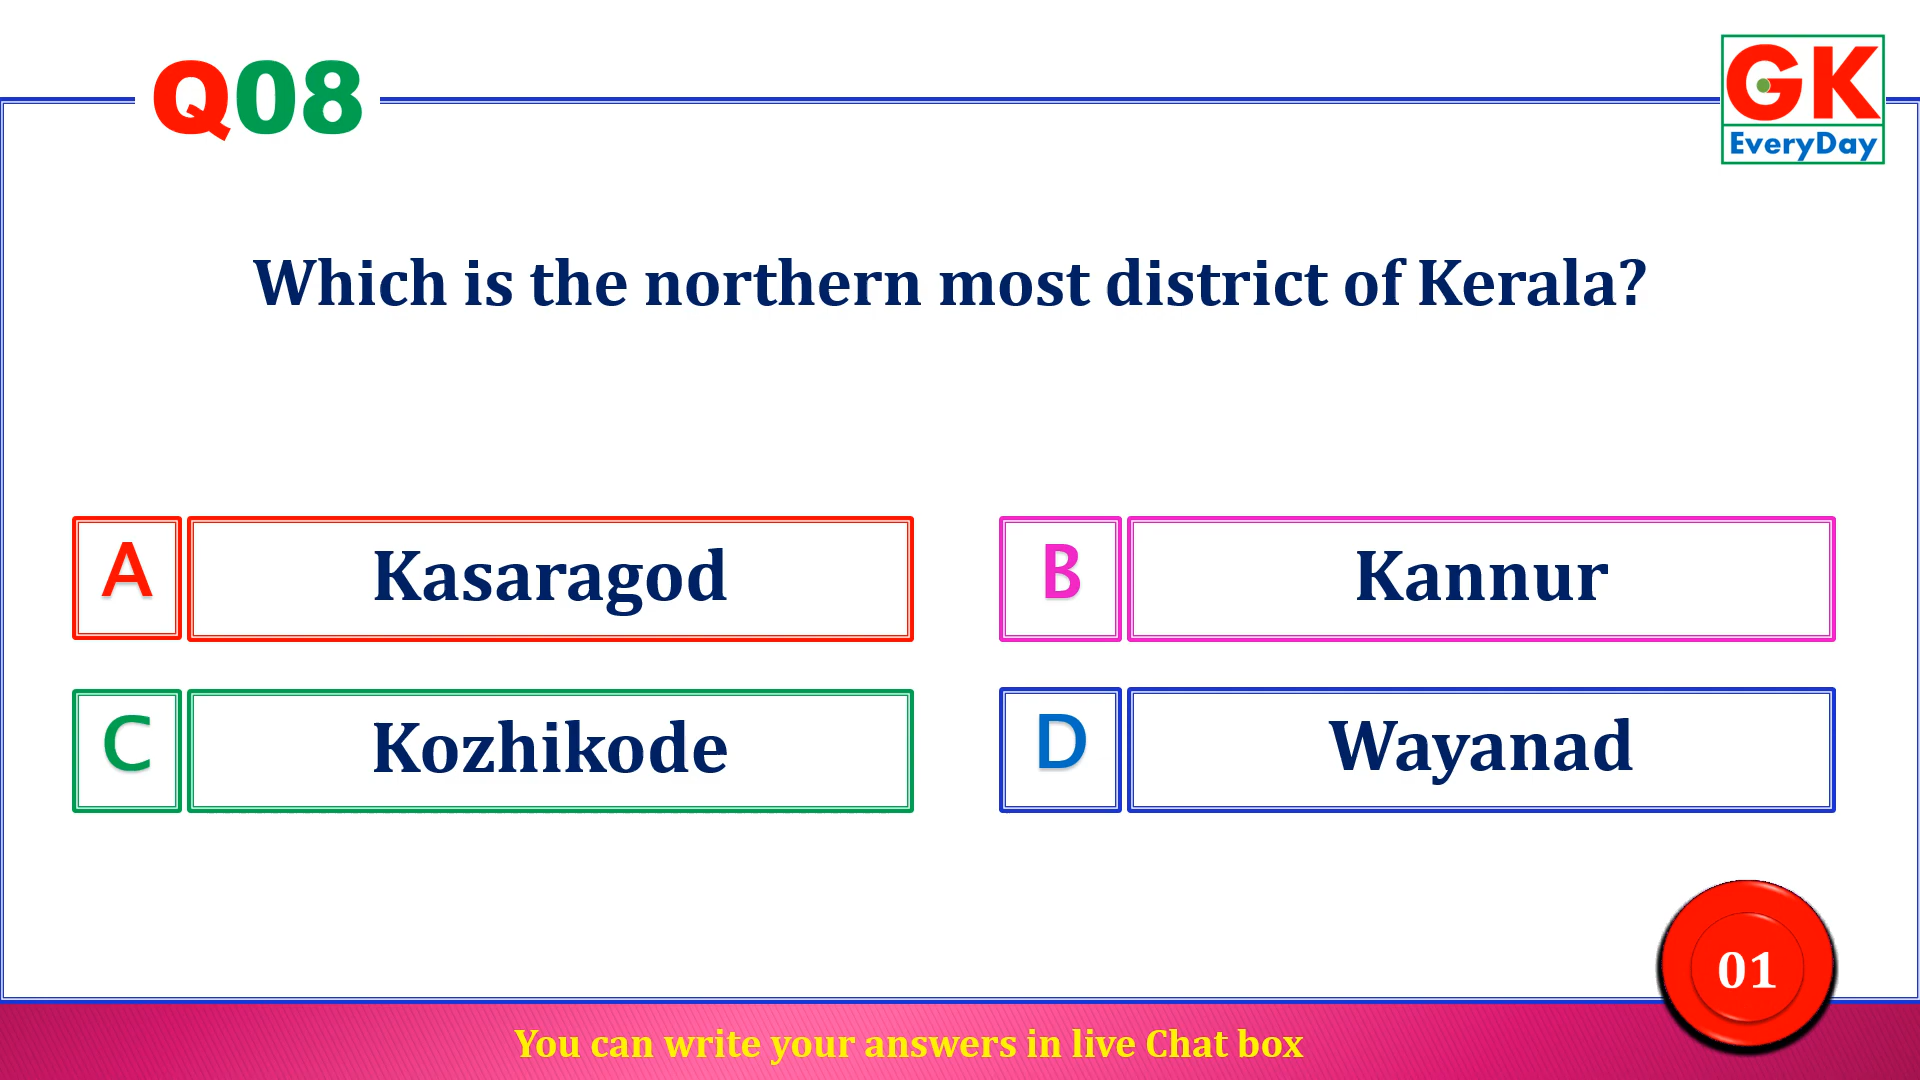 Q08
GK
EveryDay
Which is the northern most district of Kerala?
A Kasaragod
B Kannur
C Kozhikode
D Wayanad
01
You can write your answers in live Chat box